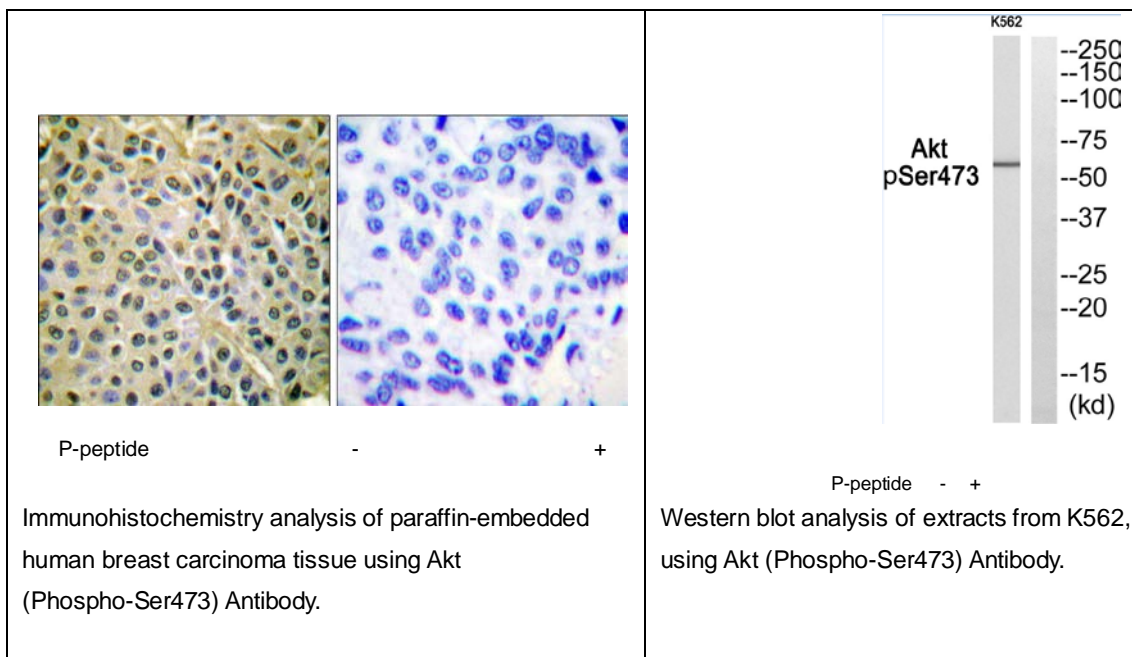 P-peptide - +
Immunohistochemistry analysis of paraffin-embedded
human breast carcinoma tissue using Akt
(Phospho-Ser473) Antibody.
K562
Akt
pSer473
--250
--150
--100
--75
--50
--37
--25
--20
--15
(kd)
P-peptide - +
Western blot analysis of extracts from K562,
using Akt (Phospho-Ser473) Antibody.